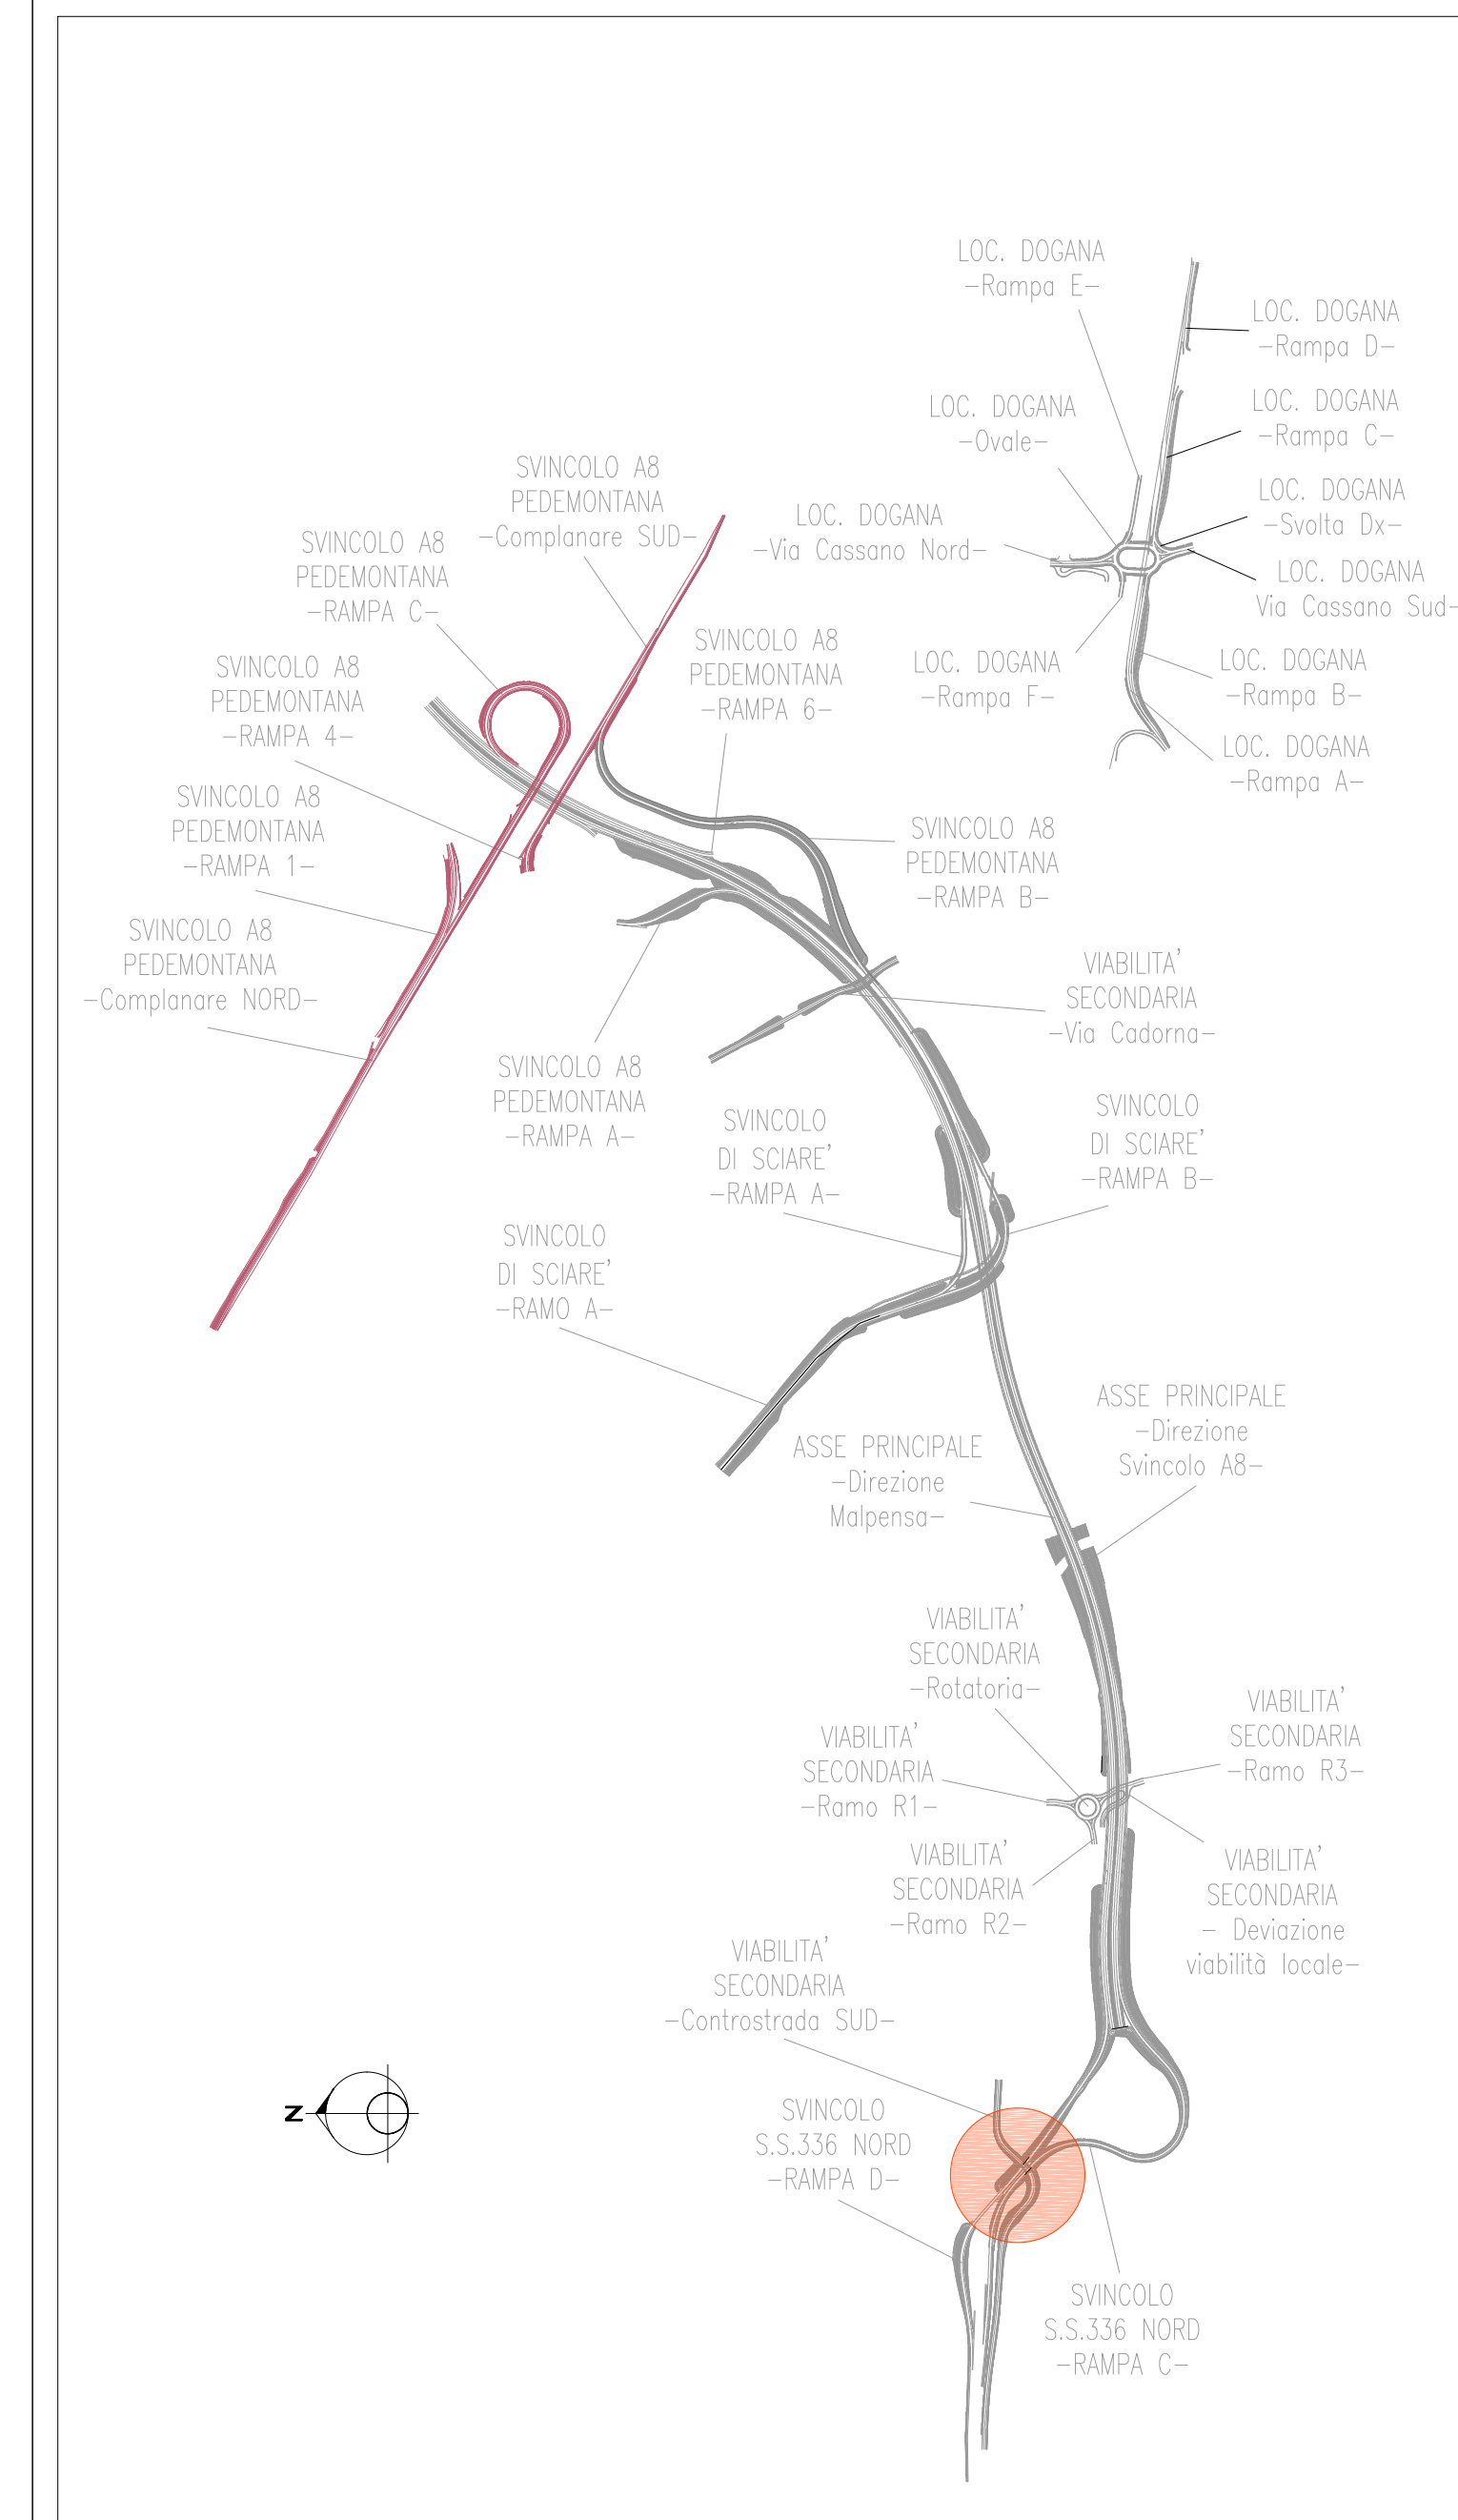 LOC. DOGANA
-Rampa E-
LOC. DOGANA
-Rampa D-
LOC. DOGANA
-Ovale-
LOC. DOGANA
-Rampa C-
SVINCOLO A8
PEDEMONTANA
-Complanare SUD-
LOC. DOGANA
-Via Cassano Nord-
LOC. DOGANA
-Svolta Dx-
SVINCOLO A8
PEDEMONTANA
-RAMPA C-
LOC. DOGANA
Via Cassano Sud-
SVINCOLO A8
PEDEMONTANA
-RAMPA 4-
SVINCOLO A8
PEDEMONTANA
-RAMPA 6-
LOC. DOGANA
-Rampa F-
LOC. DOGANA
-Rampa B-
LOC. DOGANA
-Rampa A-
SVINCOLO A8
PEDEMONTANA
-RAMPA 1-
SVINCOLO A8
PEDEMONTANA
-RAMPA B-
SVINCOLO A8
PEDEMONTANA
-Complanare NORD-
VIABILITA'
SECONDARIA
-Via Cadorna-
SVINCOLO A8
PEDEMONTANA
-RAMPA A-
SVINCOLO
DI SCIARE'
-RAMPA A-
SVINCOLO
DI SCIARE'
-RAMPA B-
SVINCOLO
DI SCIARE'
-RAMO A-
ASSE PRINCIPALE
-Direzione
Svincolo A8-
ASSE PRINCIPALE
-Direzione
Malpensa-
VIABILITA'
SECONDARIA
-Rotatoria-
VIABILITA'
SECONDARIA
-Ramo R3-
VIABILITA'
SECONDARIA
-Ramo R1-
VIABILITA'
SECONDARIA
-Ramo R2-
VIABILITA'
SECONDARIA
- Deviazione
viabilità locale-
VIABILITA'
SECONDARIA
-Controstrada SUD-
N
SVINCOLO
S.S.336 NORD
-RAMPA D-
SVINCOLO
S.S.336 NORD
-RAMPA C-